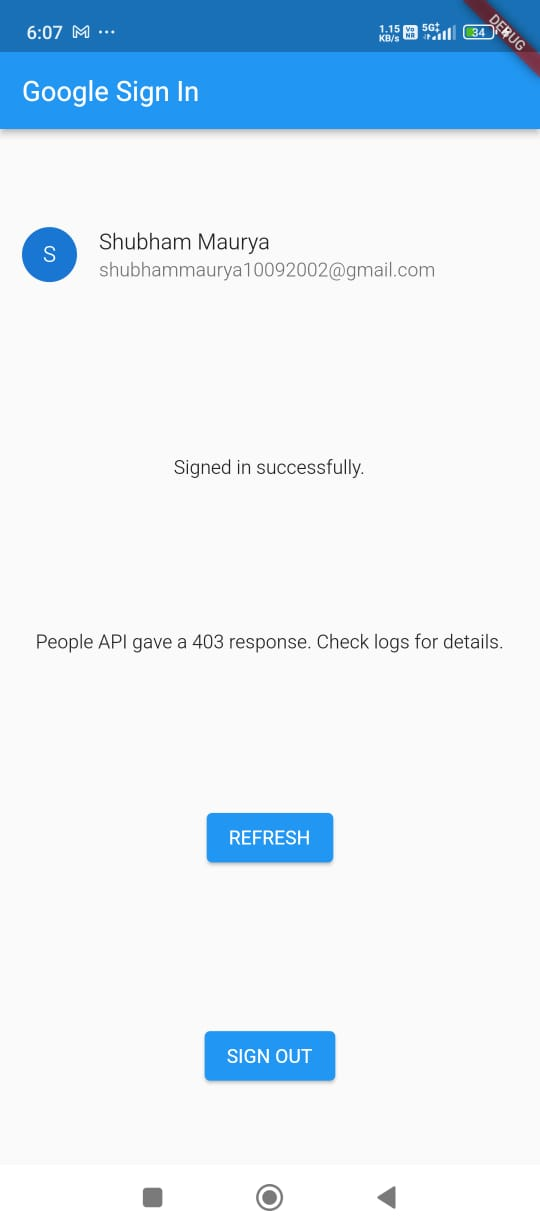 6:07 ... 1.15 KB/s Vo NR 5G+ 34
DEBUG
Google Sign In
S
Shubham Maurya
shubhammaurya10092002@gmail.com
Signed in successfully.
People API gave a 403 response. Check logs for details.
REFRESH
SIGN OUT